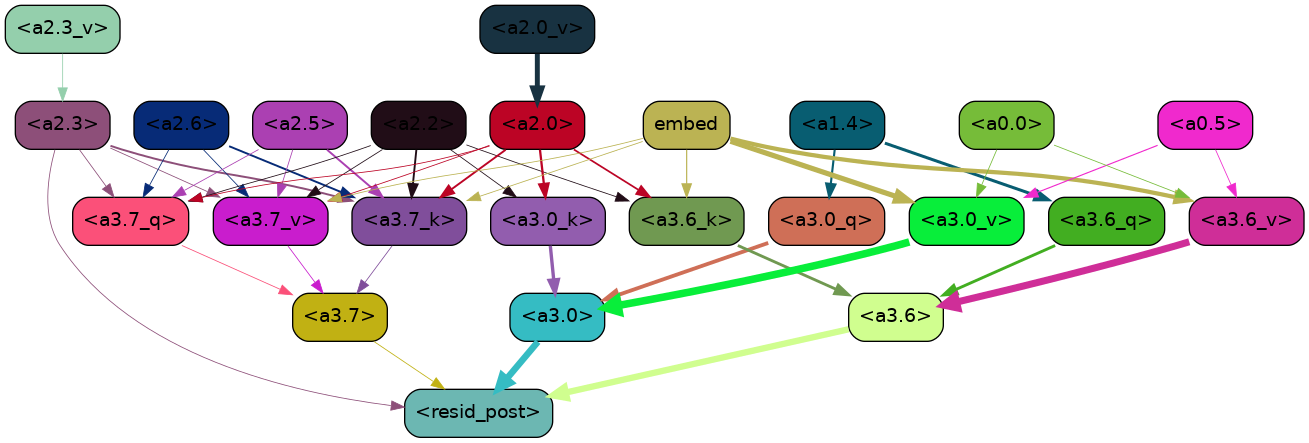 <a2.3_v> <a2.0_v>
<a2.3> <a2.6> <a2.5> <a2.2> <a2.0> embed <a1.4> <a0.0> <a0.5>
<a3.7_q> <a3.7_v> <a3.7_k> <a3.0_k> <a3.6_k> <a3.0_q> <a3.0_v> <a3.6_q> <a3.6_v>
<a3.7> <a3.0> <a3.6>
<resid_post>